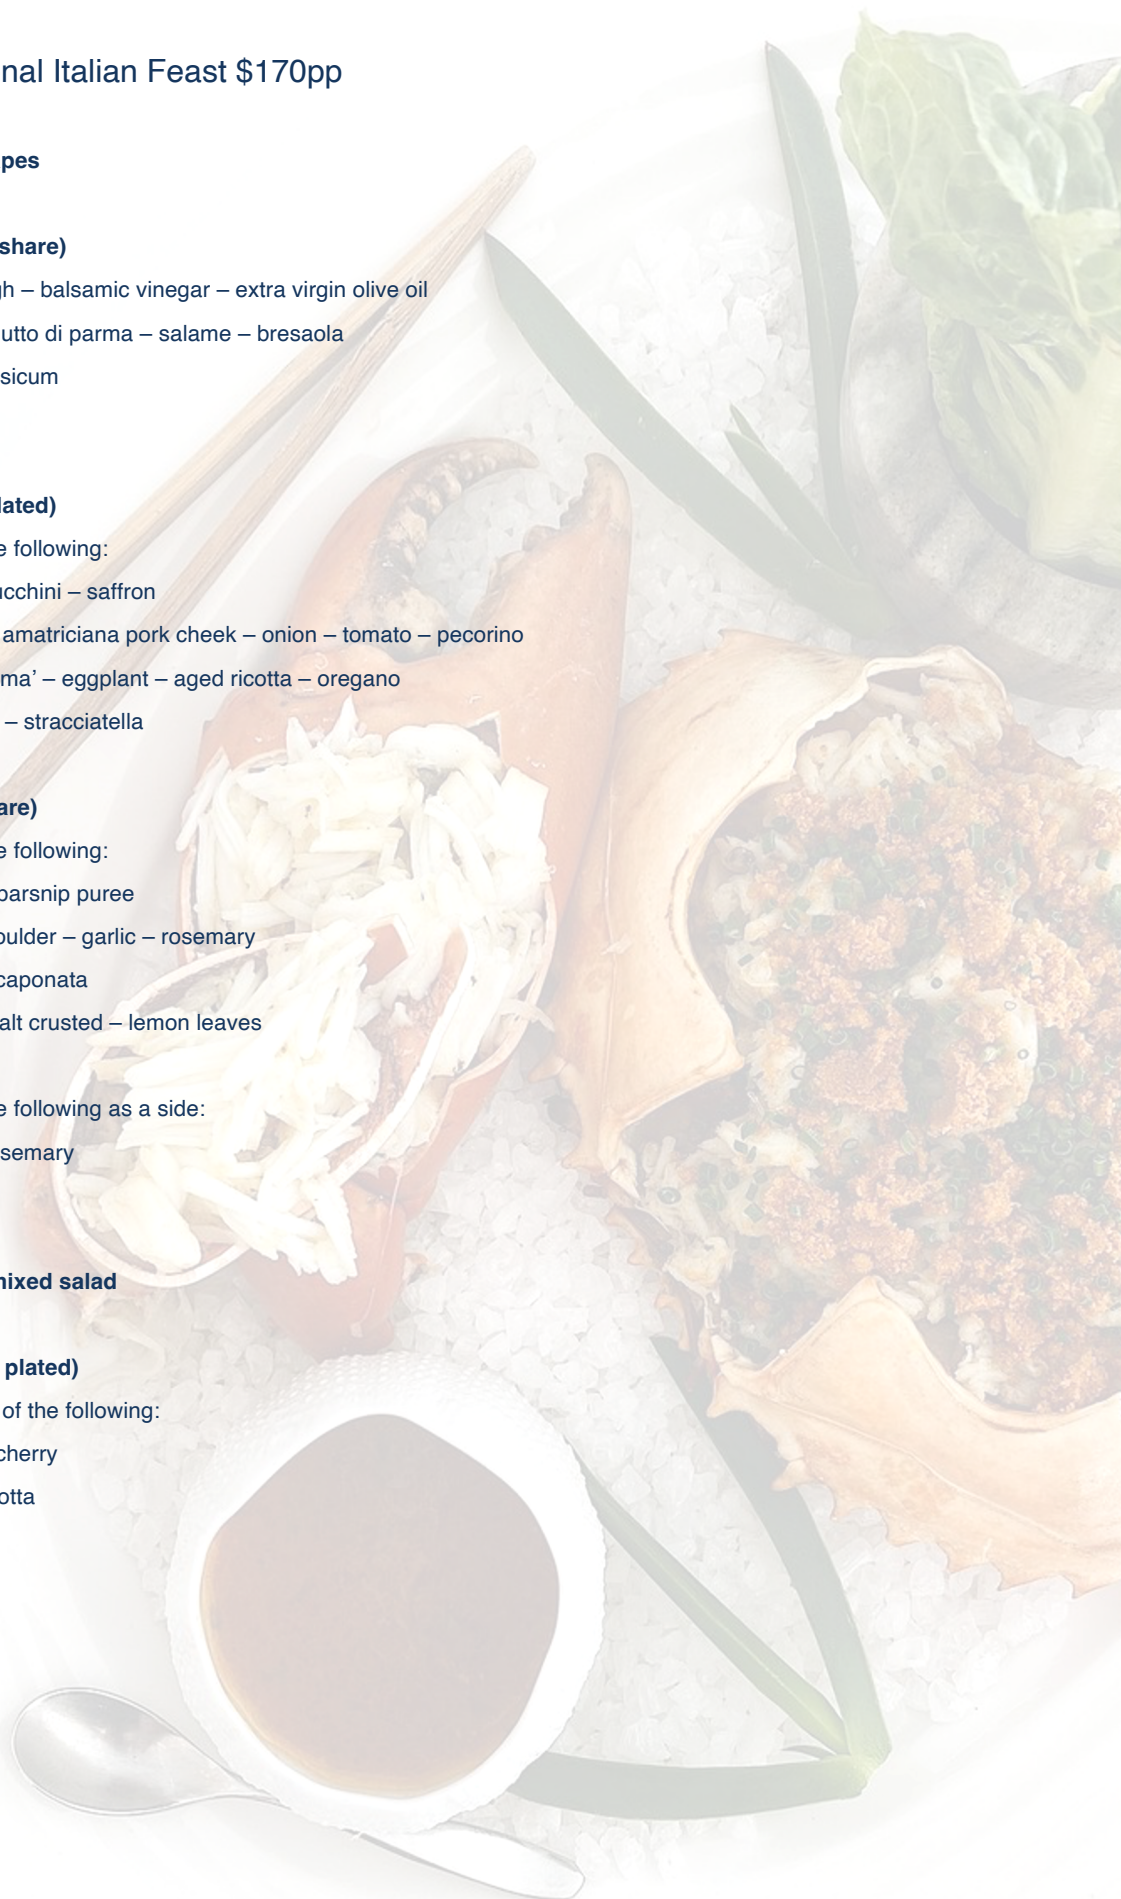 nal Italian Feast $170pp
pes
share)
gh – balsamic vinegar – extra virgin olive oil
utto di parma – salame – bresaola
sicum
lated)
e following:
ucchini – saffron
amatriciana pork cheek – onion – tomato – pecorino
ma’ – eggplant – aged ricotta – oregano
– stracciatella
are)
e following:
parsnip puree
oulder – garlic – rosemary
caponata
alt crusted – lemon leaves
e following as a side:
semary
mixed salad
plated)
of the following:
cherry
otta